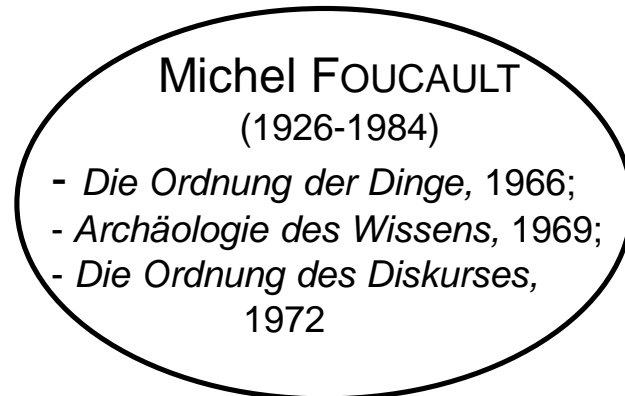 Michel FOUCAULT
(1926-1984)
- Die Ordnung der Dinge, 1966;
- Archäologie des Wissens, 1969;
- Die Ordnung des Diskurses,
1972